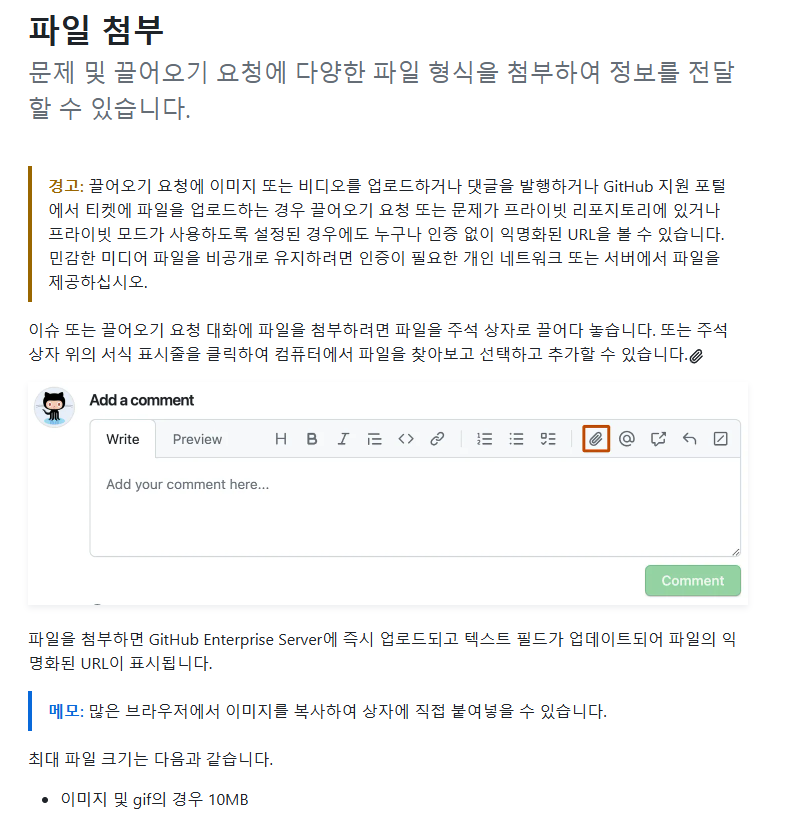 파일 첨부
문제 및 끌어오기 요청에 다양한 파일 형식을 첨부하여 정보를 전달
할 수 있습니다.
경고: 끌어오기 요청에 이미지 또는 비디오를 업로드하거나 댓글을 발행하거나 GitHub 지원 포털
에서 티켓에 파일을 업로드하는 경우 끌어오기 요청 또는 문제가 프라이빗 리포지토리에 있거나
프라이빗 모드가 사용하도록 설정된 경우에도 누구나 인증 없이 익명화된 URL을 볼 수 있습니다.
민감한 미디어 파일을 비공개로 유지하려면 인증이 필요한 개인 네트워크 또는 서버에서 파일을
제공하십시오.
이슈 또는 끌어오기 요청 대화에 파일을 첨부하려면 파일을 주석 상자로 끌어다 놓습니다. 또는 주석
상자 위의 서식 표시줄을 클릭하여 컴퓨터에서 파일을 찾아보고 선택하고 추가할 수 있습니다.
Add a comment
Write Preview
Add your comment here...
Comment
파일을 첨부하면 GitHub Enterprise Server에 즉시 업로드되고 텍스트 필드가 업데이트되어 파일의 익
명화된 URL이 표시됩니다.
메모: 많은 브라우저에서 이미지를 복사하여 상자에 직접 붙여넣을 수 있습니다.
최대 파일 크기는 다음과 같습니다.
• 이미지 및 gif의 경우 10MB